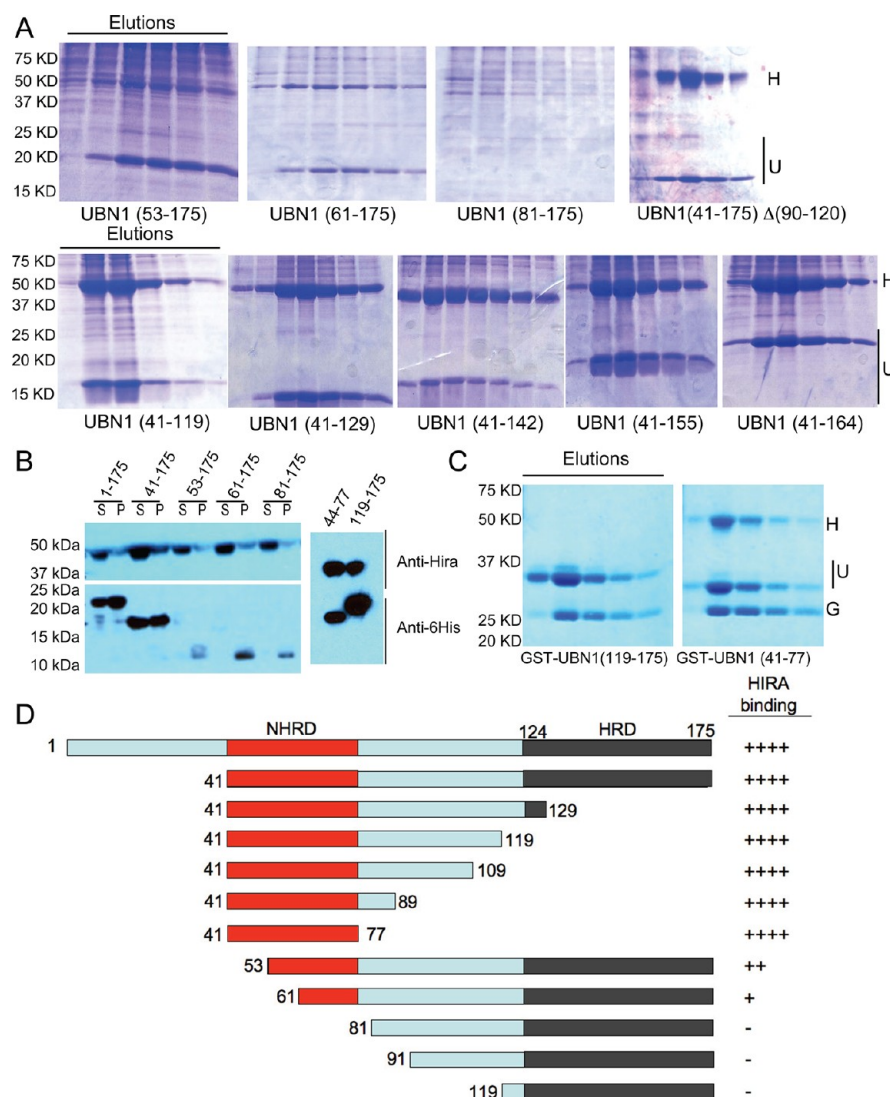 A
Elutions
75 KD
50 KD
37 KD
25 KD
20 KD
15 KD
H
U
UBN1 (53-175)
UBN1 (61-175)
UBN1 (81-175)
UBN1(41-175) Δ(90-120)
Elutions
75 KD
50 KD
37 KD
20 KD
15 KD
H
U
UBN1 (41-119)
UBN1 (41-129)
UBN1 (41-142)
UBN1 (41-155)
UBN1 (41-164)
B
1-175
41-175
53-175
61-175
81-175
S P S P S P S P S P
44-77
119-175
50 kDa
37 kDa
25 kDa
20 kDa
15 kDa
10 kDa
Anti-Hira
Anti-6His
C
Elutions
75 KD
50 KD
37 KD
25 KD
20 KD
H
U
G
GST-UBN1(119-175)
GST-UBN1 (41-77)
D
HIRA
binding
NHRD 124 HRD 175
1 ++++
41 ++++
41 129 ++++
41 119 ++++
41 109 ++++
41 89 ++++
41 77 ++++
53 ++
61 +
81 -
91 -
119 -